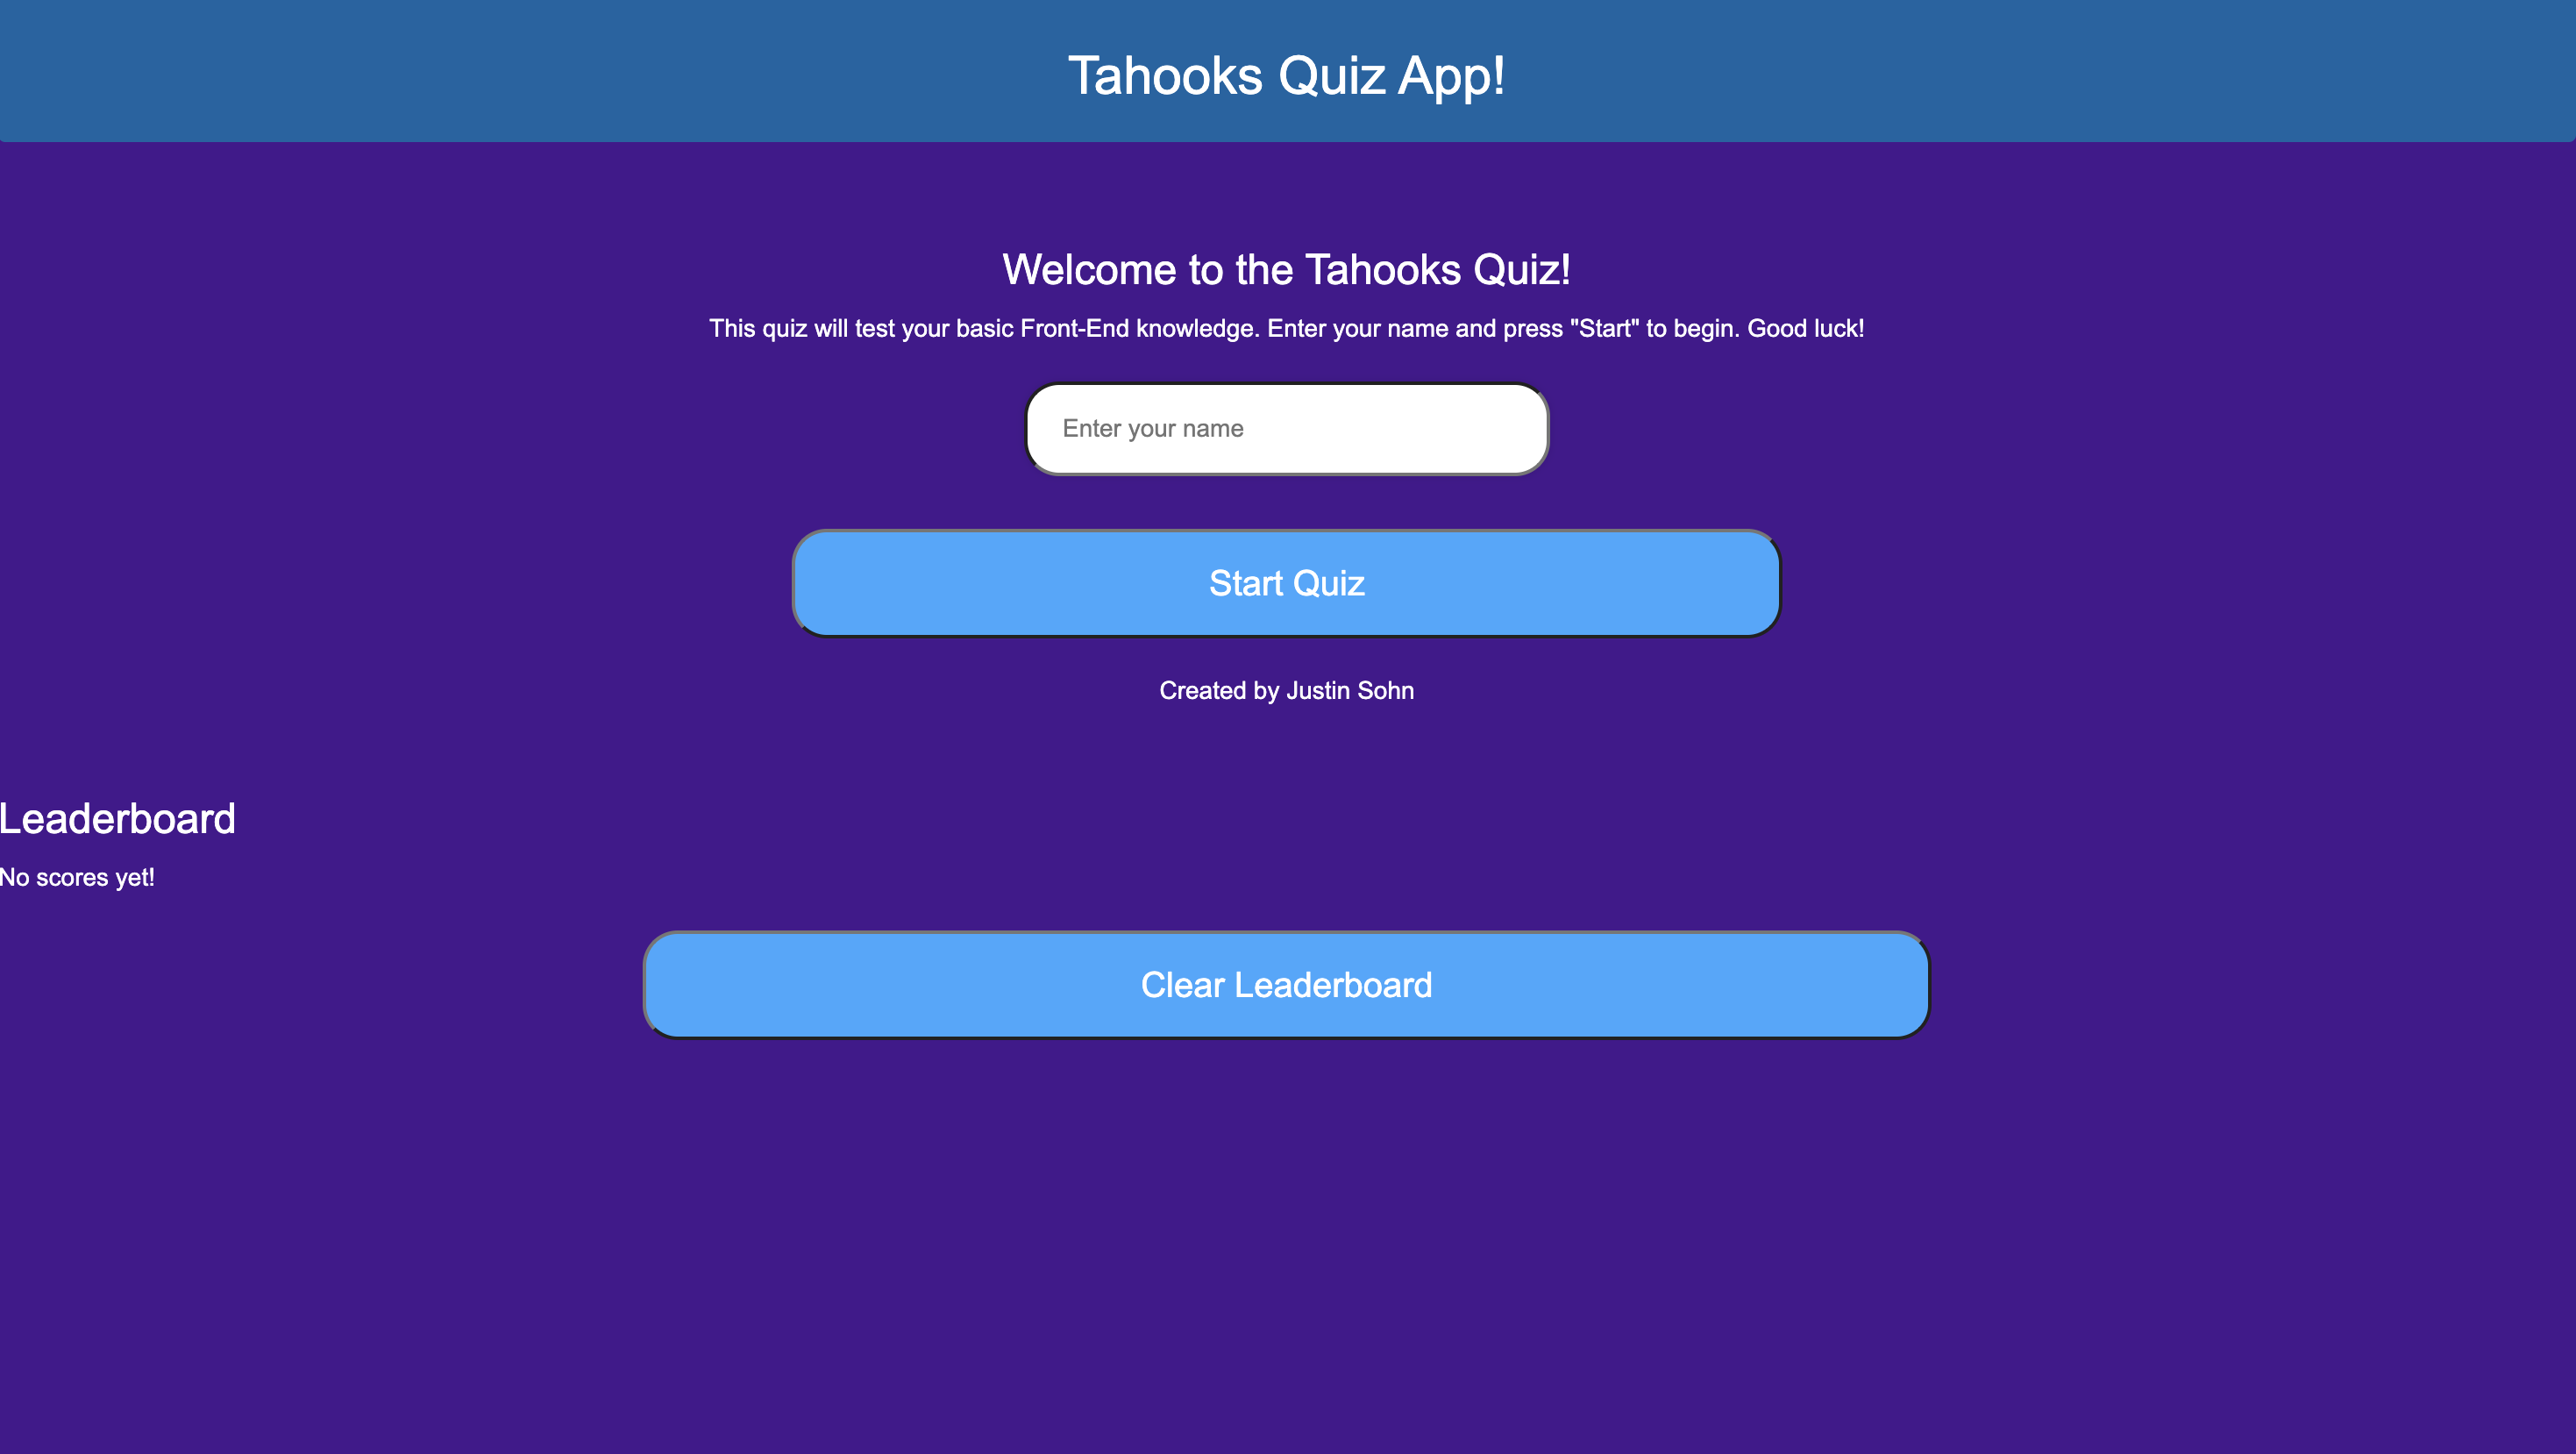 Tahooks Quiz App!
Welcome to the Tahooks Quiz!
This quiz will test your basic Front-End knowledge. Enter your name and press "Start" to begin. Good luck!
Enter your name
Start Quiz
Created by Justin Sohn
Leaderboard
No scores yet!
Clear Leaderboard